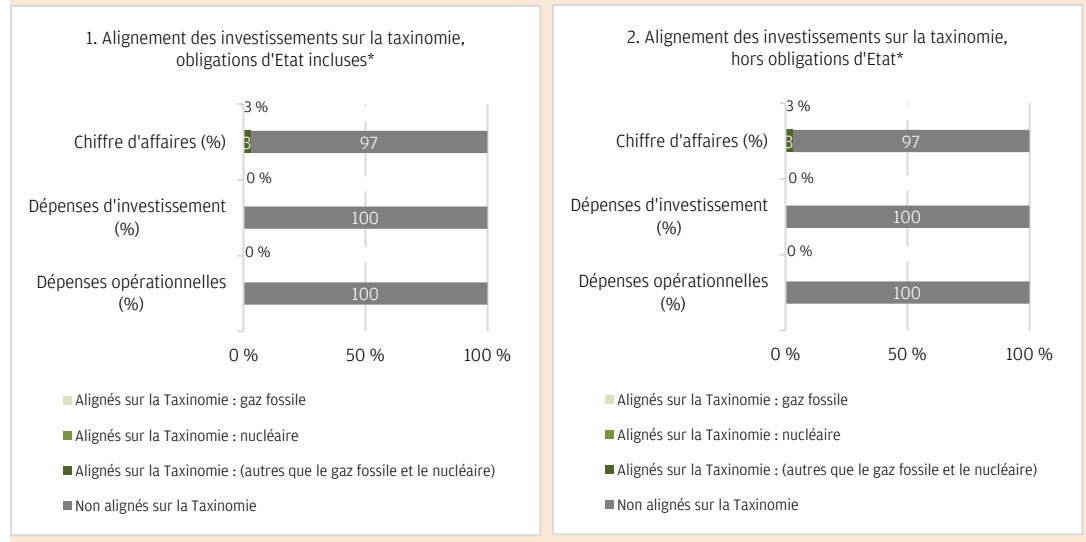 1. Alignement des investissements sur la taxinomie,
obligations d'Etat incluses*
3 %
Chiffre d'affaires (%)
3
97
0 %
Dépenses d'investissement
(%)
100
0 %
Dépenses opérationnelles
(%)
100
0 %
50 %
100 %
Alignés sur la Taxinomie : gaz fossile
Alignés sur la Taxinomie : nucléaire
Alignés sur la Taxinomie : (autres que le gaz fossile et le nucléaire)
Non alignés sur la Taxinomie
2. Alignement des investissements sur la taxinomie,
hors obligations d'Etat*
3 %
Chiffre d'affaires (%)
3
97
0 %
Dépenses d'investissement
(%)
100
0 %
Dépenses opérationnelles
(%)
100
0 %
50 %
100 %
Alignés sur la Taxinomie : gaz fossile
Alignés sur la Taxinomie : nucléaire
Alignés sur la Taxinomie : (autres que le gaz fossile et le nucléaire)
Non alignés sur la Taxinomie